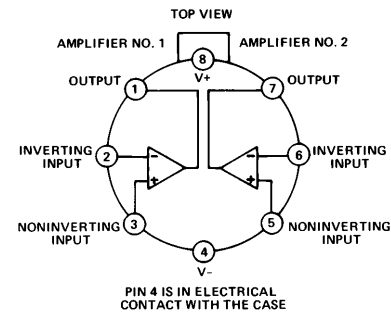 TOP VIEW
AMPLIFIER NO. 1
AMPLIFIER NO. 2
8
V+
OUTPUT
1
7
OUTPUT
INVERTING
INPUT
2
−
+
−
+
6
INVERTING
INPUT
NONINVERTING
INPUT
3
5
NONINVERTING
INPUT
4
V−
PIN 4 IS IN ELECTRICAL
CONTACT WITH THE CASE